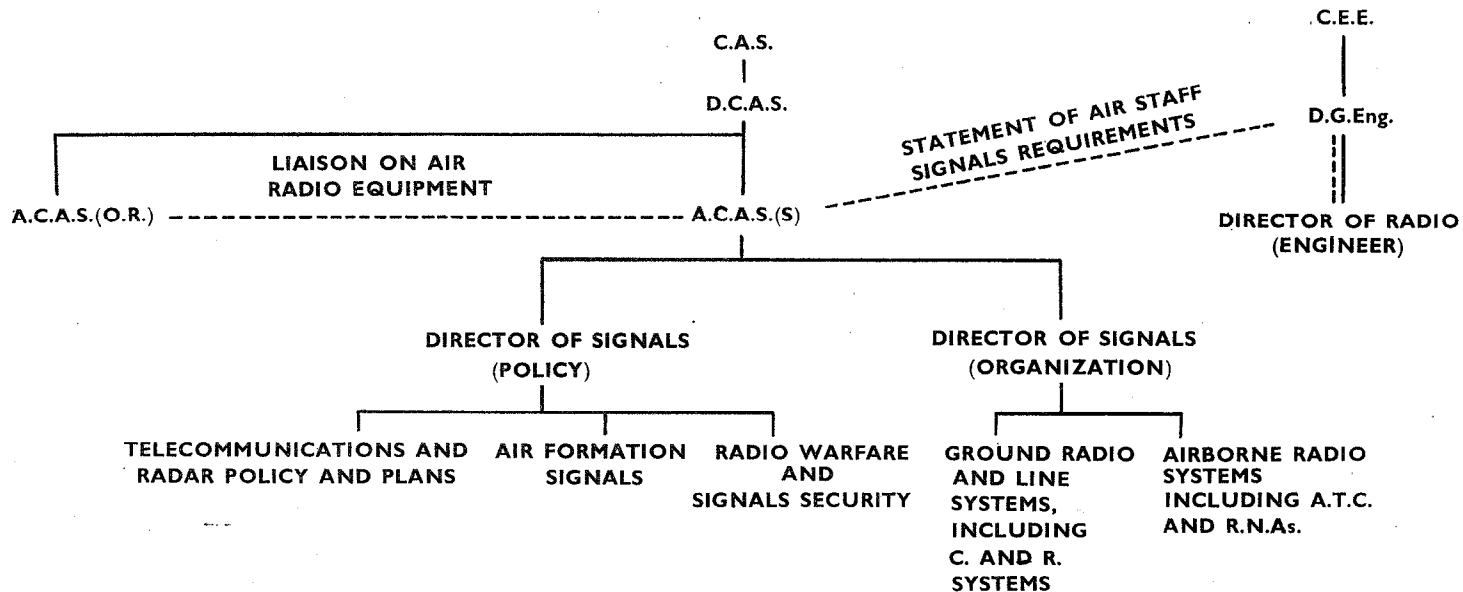 C.E.E.
C.A.S.
D.C.A.S.
D.G.Eng.
STATEMENT OF AIR STAFF
SIGNALS REQUIREMENTS
LIAISON ON AIR
RADIO EQUIPMENT
A.C.A.S.(O.R.)
A.C.A.S.(S)
DIRECTOR OF RADIO
(ENGINEER)
DIRECTOR OF SIGNALS
(POLICY)
DIRECTOR OF SIGNALS
(ORGANIZATION)
TELECOMMUNICATIONS AND
RADAR POLICY AND PLANS
AIR FORMATION
SIGNALS
RADIO WARFARE
AND
SIGNALS SECURITY
GROUND RADIO
AND LINE
SYSTEMS,
INCLUDING
C. AND R.
SYSTEMS
AIRBORNE RADIO
SYSTEMS
INCLUDING A.T.C.
AND R.N.As.